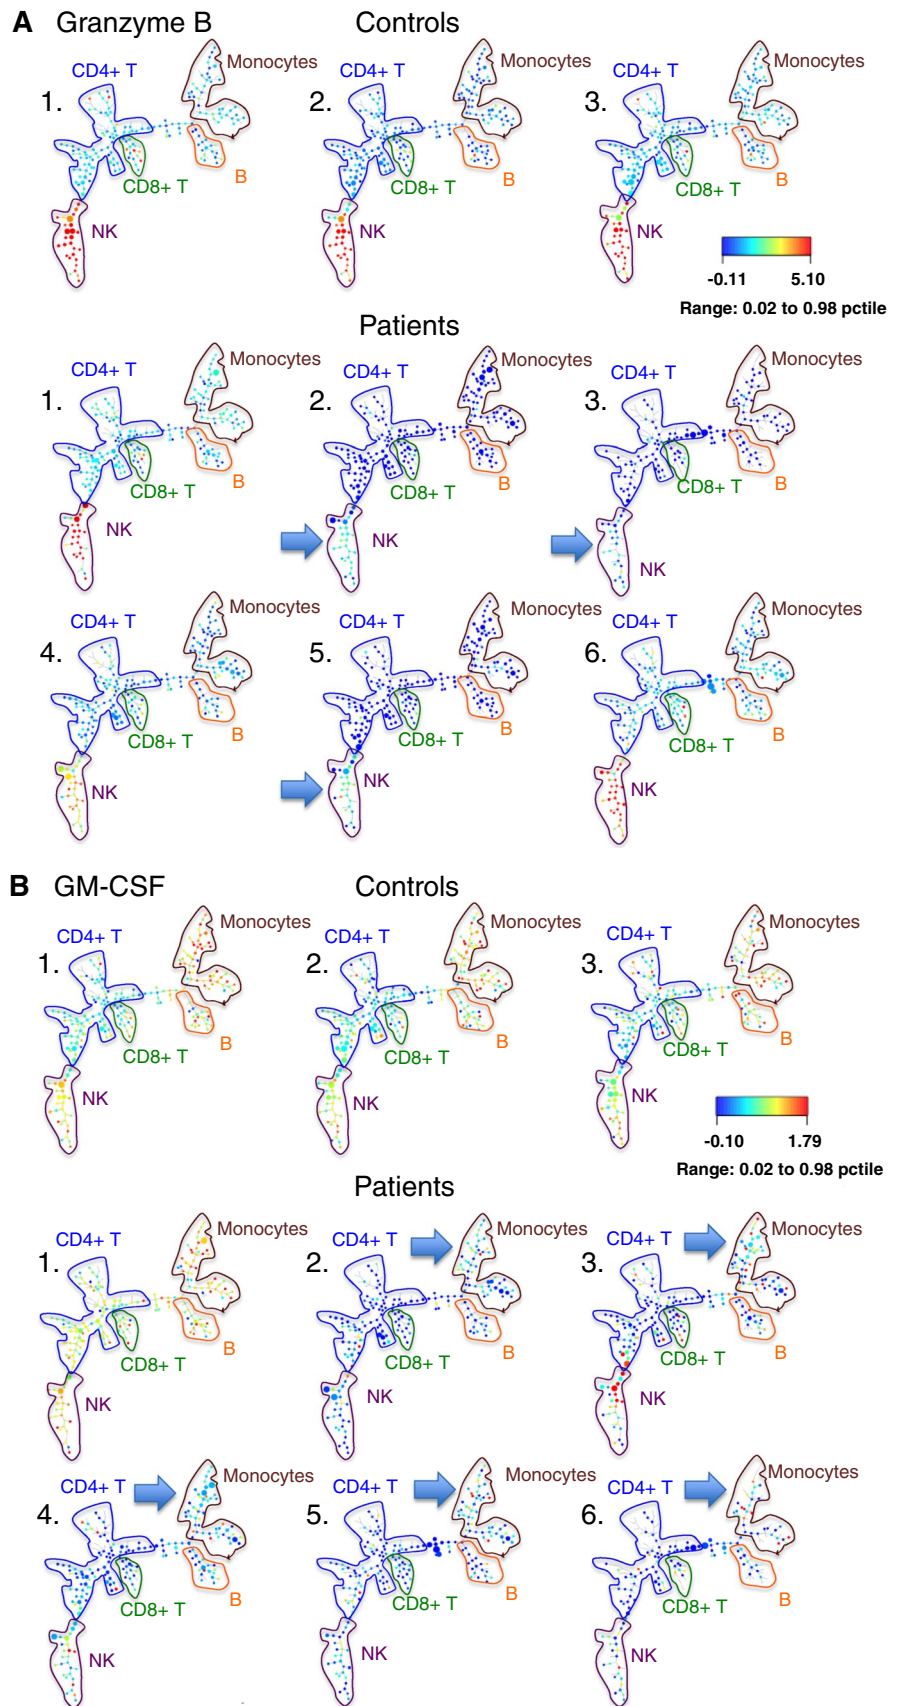 A Granzyme B Controls
CD4+ T Monocytes CD4+ T Monocytes CD4+ T Monocytes
1. 2. 3.
CD8+ T B CD8+ T B CD8+ T B
NK NK NK
-0.11 5.10
Range: 0.02 to 0.98 pctile
Patients
CD4+ T Monocytes CD4+ T Monocytes CD4+ T Monocytes
1. 2. 3.
CD8+ T B CD8+ T B CD8+ T B
NK NK NK
CD4+ T Monocytes CD4+ T Monocytes CD4+ T Monocytes
4. 5. 6.
CD8+ T B CD8+ T B CD8+ T B
NK NK NK
B GM-CSF Controls
CD4+ T Monocytes CD4+ T Monocytes CD4+ T Monocytes
1. 2. 3.
CD8+ T B CD8+ T B CD8+ T B
NK NK NK
-0.10 1.79
Range: 0.02 to 0.98 pctile
Patients
CD4+ T Monocytes CD4+ T Monocytes CD4+ T Monocytes
1. 2. 3.
CD8+ T B CD8+ T B CD8+ T B
NK NK NK
CD4+ T Monocytes CD4+ T Monocytes CD4+ T Monocytes
4. 5. 6.
CD8+ T B CD8+ T B CD8+ T B
NK NK NK